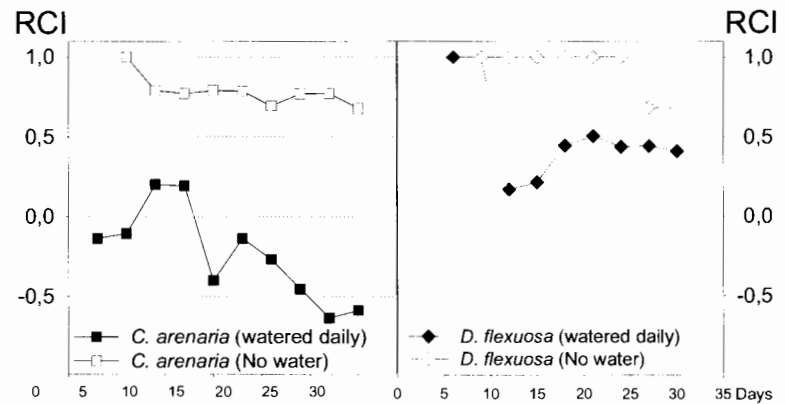 RCI RCI
1,0 1,0
0,5 0,5
0,0 0,0
-0,5 -0,5
C. arenaria (watered daily) D. flexuosa (watered daily)
C. arenaria (No water) D. flexuosa (No water)
0 5 10 15 20 25 30 0 5 10 15 20 25 30 35 Days